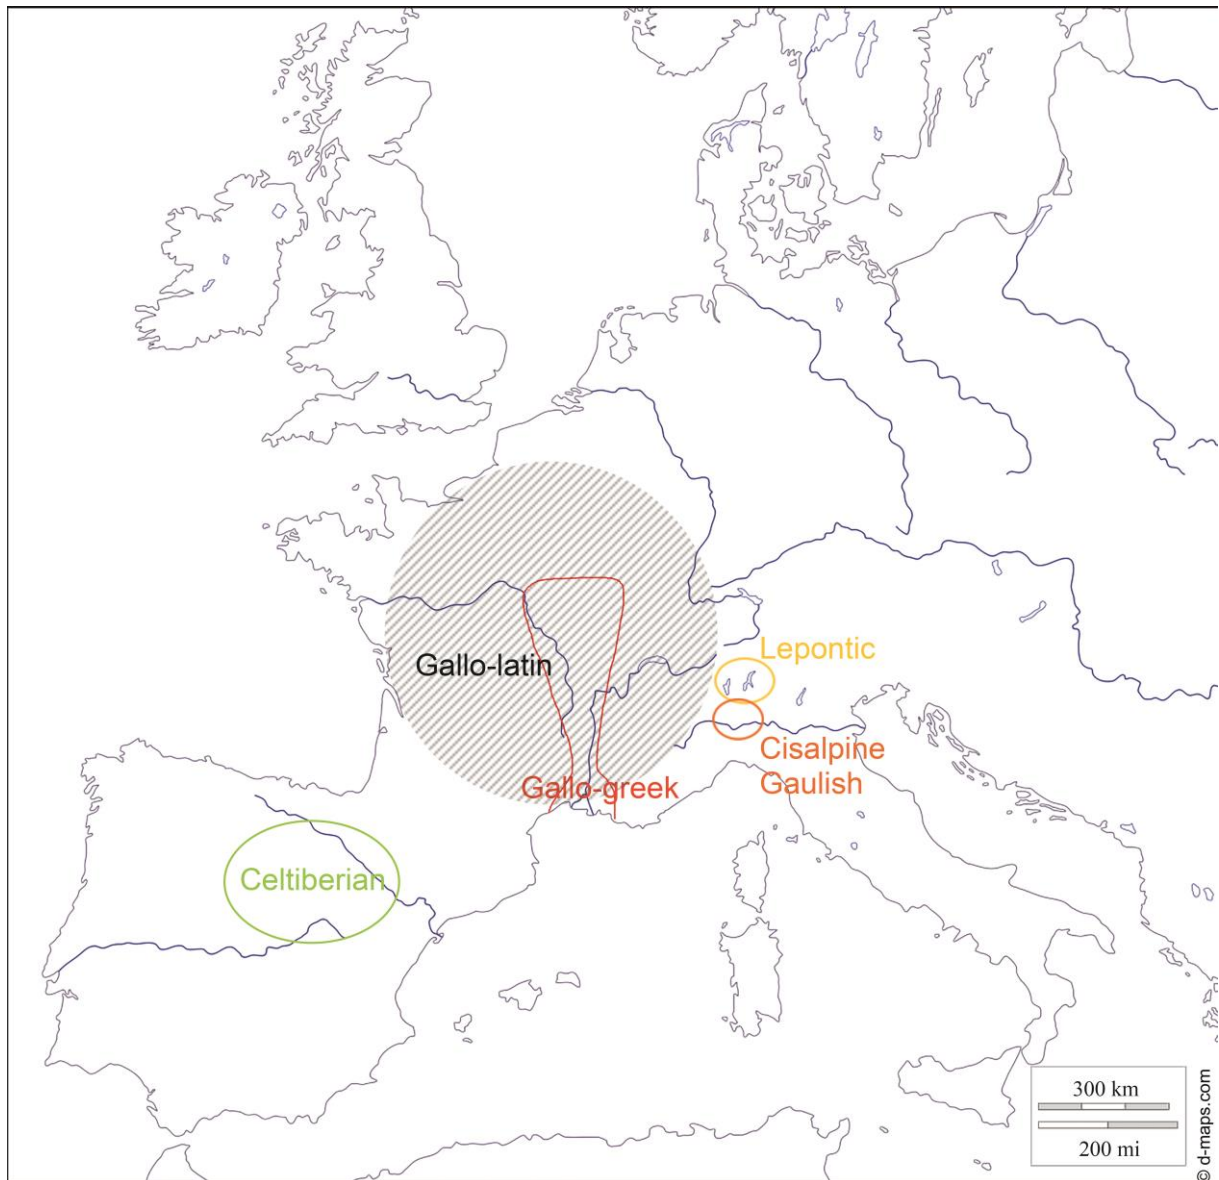 Lepontic
Gallo-latin
Cisalpine
Gaulish
Gallo-greek
Celtiberian
300 km
200 mi
© d-maps.com